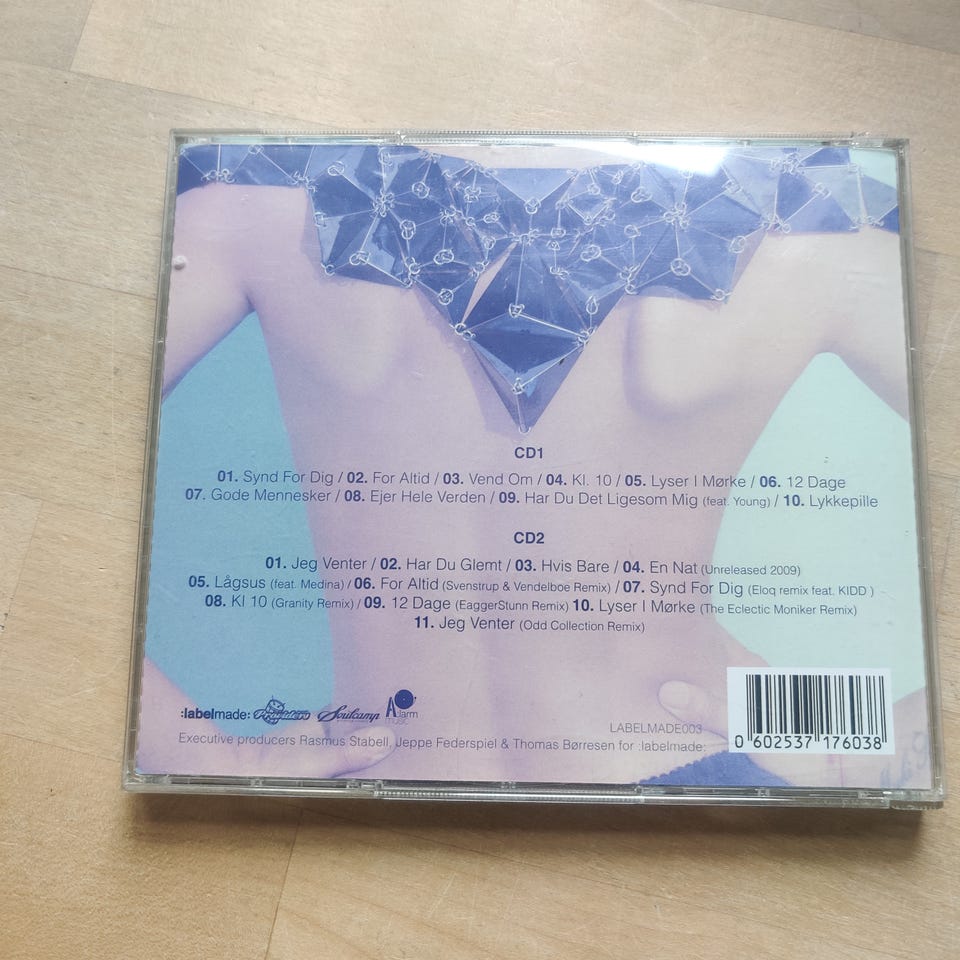 CD1
01. Synd For Dig / 02. For Altid / 03. Vend Om / 04. Kl. 10 / 05. Lyser I Mørke / 06. 12 Dage
07. Gode Mennesker / 08. Ejer Hele Verden / 09. Har Du Det Ligesom Mig (feat. Young) / 10. Lykkepille
CD2
01. Jeg Venter / 02. Har Du Glemt / 03. Hvis Bare / 04. En Nat (Unreleased 2009)
05. Lågsus (feat. Medina) / 06. For Altid (Svenstrup & Vendelboe Remix) / 07. Synd For Dig (Eloq remix feat. KIDD )
08. Kl 10 (Granity Remix) / 09. 12 Dage (EaggerStunn Remix) 10. Lyser I Mørke (The Eclectic Moniker Remix)
11. Jeg Venter (Odd Collection Remix)
:labelmade: Providers Soulcamp A:larm music
LABELMADE003
Executive producers Rasmus Stabell, Jeppe Federspiel & Thomas Børresen for :labelmade:
0 602537 176038